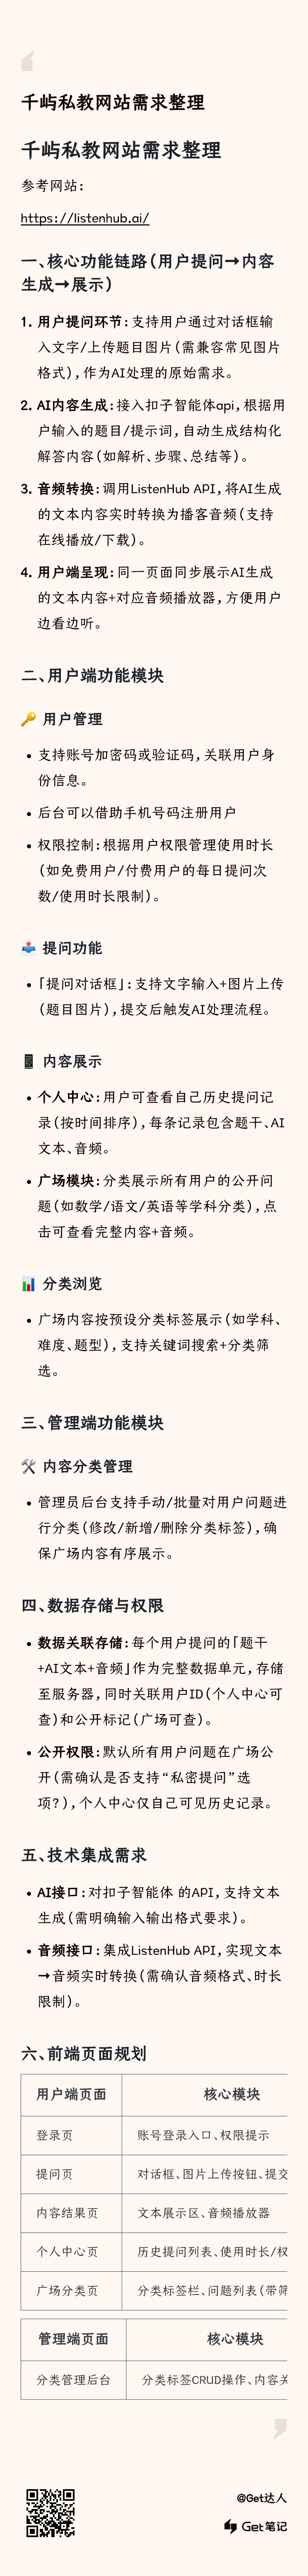 千屿私教网站需求整理
千屿私教网站需求整理
参考网站：
https://listenhub.ai/
一、核心功能链路（用户提问→内容
生成→展示）
1. 用户提问环节：支持用户通过对话框输
入文字/上传题目图片（需兼容常见图片
格式），作为AI处理的原始需求。
2. AI内容生成：接入扣子智能体api，根据用
户输入的题目/提示词，自动生成结构化
解答内容（如解析、步骤、总结等）。
3. 音频转换：调用ListenHub API，将AI生成
的文本内容实时转换为播客音频（支持
在线播放/下载）。
4. 用户端呈现：同一页面同步展示AI生成
的文本内容+对应音频播放器，方便用户
边看边听。
二、用户端功能模块
🔑 用户管理
• 支持账号加密码或验证码，关联用户身
份信息。
• 后台可以借助手机号码注册用户
• 权限控制：根据用户权限管理使用时长
（如免费用户/付费用户的每日提问次
数/使用时长限制）。
📤 提问功能
• 「提问对话框」：支持文字输入+图片上传
（题目图片），提交后触发AI处理流程。
📱 内容展示
• 个人中心：用户可查看自己历史提问记
录（按时间排序），每条记录包含题干、AI
文本、音频。
• 广场模块：分类展示所有用户的公开问
题（如数学/语文/英语等学科分类），点
击可查看完整内容+音频。
📊 分类浏览
• 广场内容按预设分类标签展示（如学科、
难度、题型），支持关键词搜索+分类筛
选。
三、管理端功能模块
🛠 内容分类管理
• 管理员后台支持手动/批量对用户问题进
行分类（修改/新增/删除分类标签），确
保广场内容有序展示。
四、数据存储与权限
• 数据关联存储：每个用户提问的「题干
+AI文本+音频」作为完整数据单元，存储
至服务器，同时关联用户ID（个人中心可
查）和公开标记（广场可查）。
• 公开权限：默认所有用户问题在广场公
开（需确认是否支持“私密提问”选
项？），个人中心仅自己可见历史记录。
五、技术集成需求
• AI接口：对扣子智能体 的API，支持文本
生成（需明确输入输出格式要求）。
• 音频接口：集成ListenHub API，实现文本
→音频实时转换（需确认音频格式、时长
限制）。
六、前端页面规划
用户端页面 核心模块
登录页 账号登录入口、权限提示
提问页 对话框、图片上传按钮、提交
内容结果页 文本展示区、音频播放器
个人中心页 历史提问列表、使用时长/权
广场分类页 分类标签栏、问题列表（带筛
管理端页面 核心模块
分类管理后台 分类标签CRUD操作、内容关
@Get达人
Get笔记